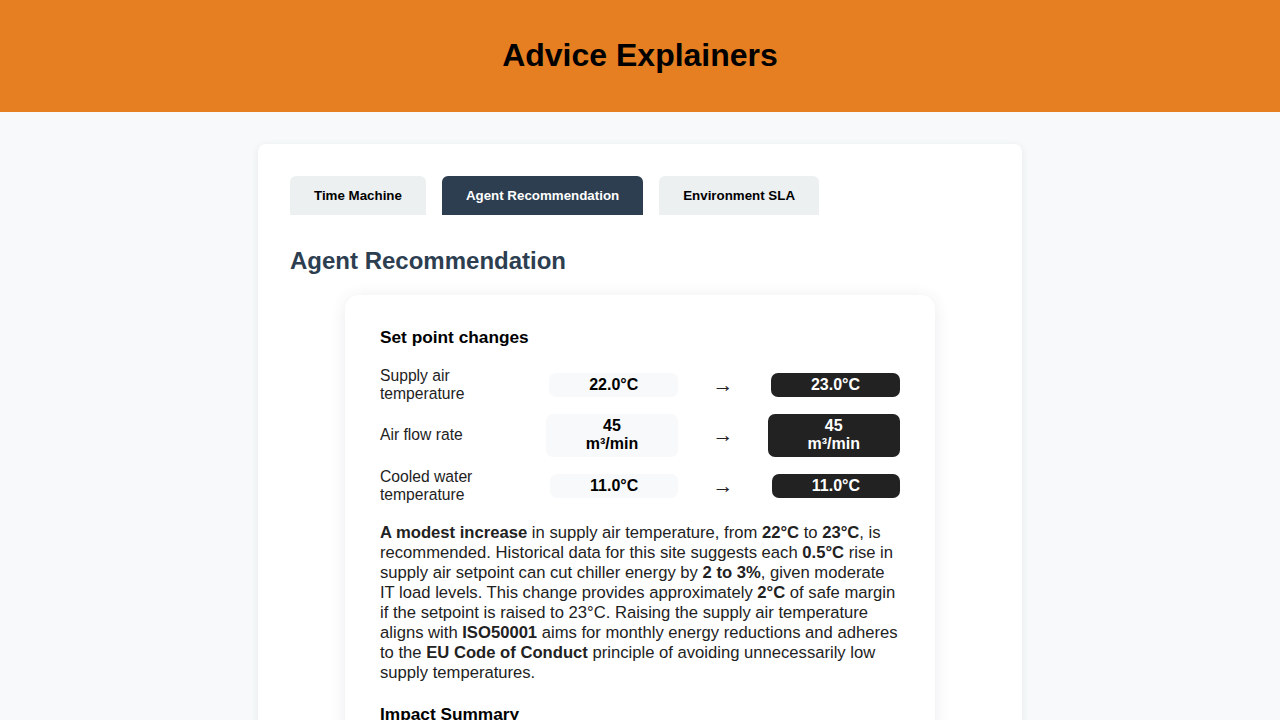 Advice Explainers
Time Machine
Agent Recommendation
Environment SLA
Agent Recommendation
Set point changes
Supply air
temperature
22.0°C
→
23.0°C
Air flow rate
45
m³/min
→
45
m³/min
Cooled water
temperature
11.0°C
→
11.0°C
A modest increase in supply air temperature, from 22°C to 23°C, is
recommended. Historical data for this site suggests each 0.5°C rise in
supply air setpoint can cut chiller energy by 2 to 3%, given moderate
IT load levels. This change provides approximately 2°C of safe margin
if the setpoint is raised to 23°C. Raising the supply air temperature
aligns with ISO50001 aims for monthly energy reductions and adheres
to the EU Code of Conduct principle of avoiding unnecessarily low
supply temperatures.
Impact Summary